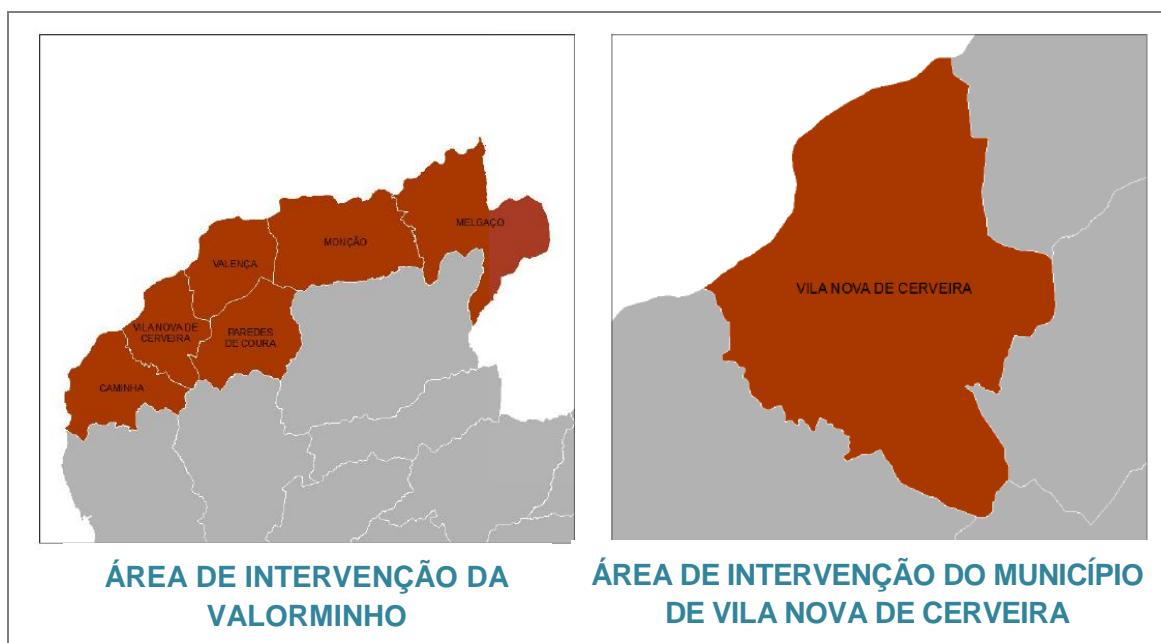 MELGAÇO
MONÇÃO
VALENÇA
VILA NOVA DE
CERVEIRA
PAREDES
DE COURA
CAMINHA
ÁREA DE INTERVENÇÃO DA
VALORMINHO
VILA NOVA DE CERVEIRA
ÁREA DE INTERVENÇÃO DO MUNICÍPIO
DE VILA NOVA DE CERVEIRA